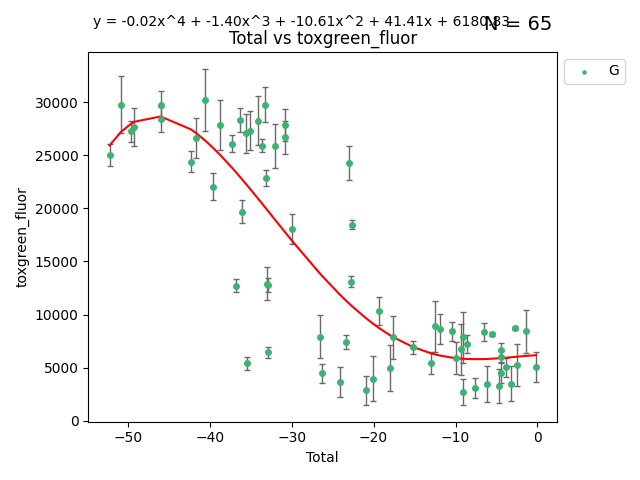 y = -0.02x^4 + -1.40x^3 + -10.61x^2 + 41.41x + 6180.83
N = 65
Total vs toxgreen_fluor
G
30000
25000
20000
15000
10000
5000
0
toxgreen_fluor
−50 −40 −30 −20 −10 0
Total